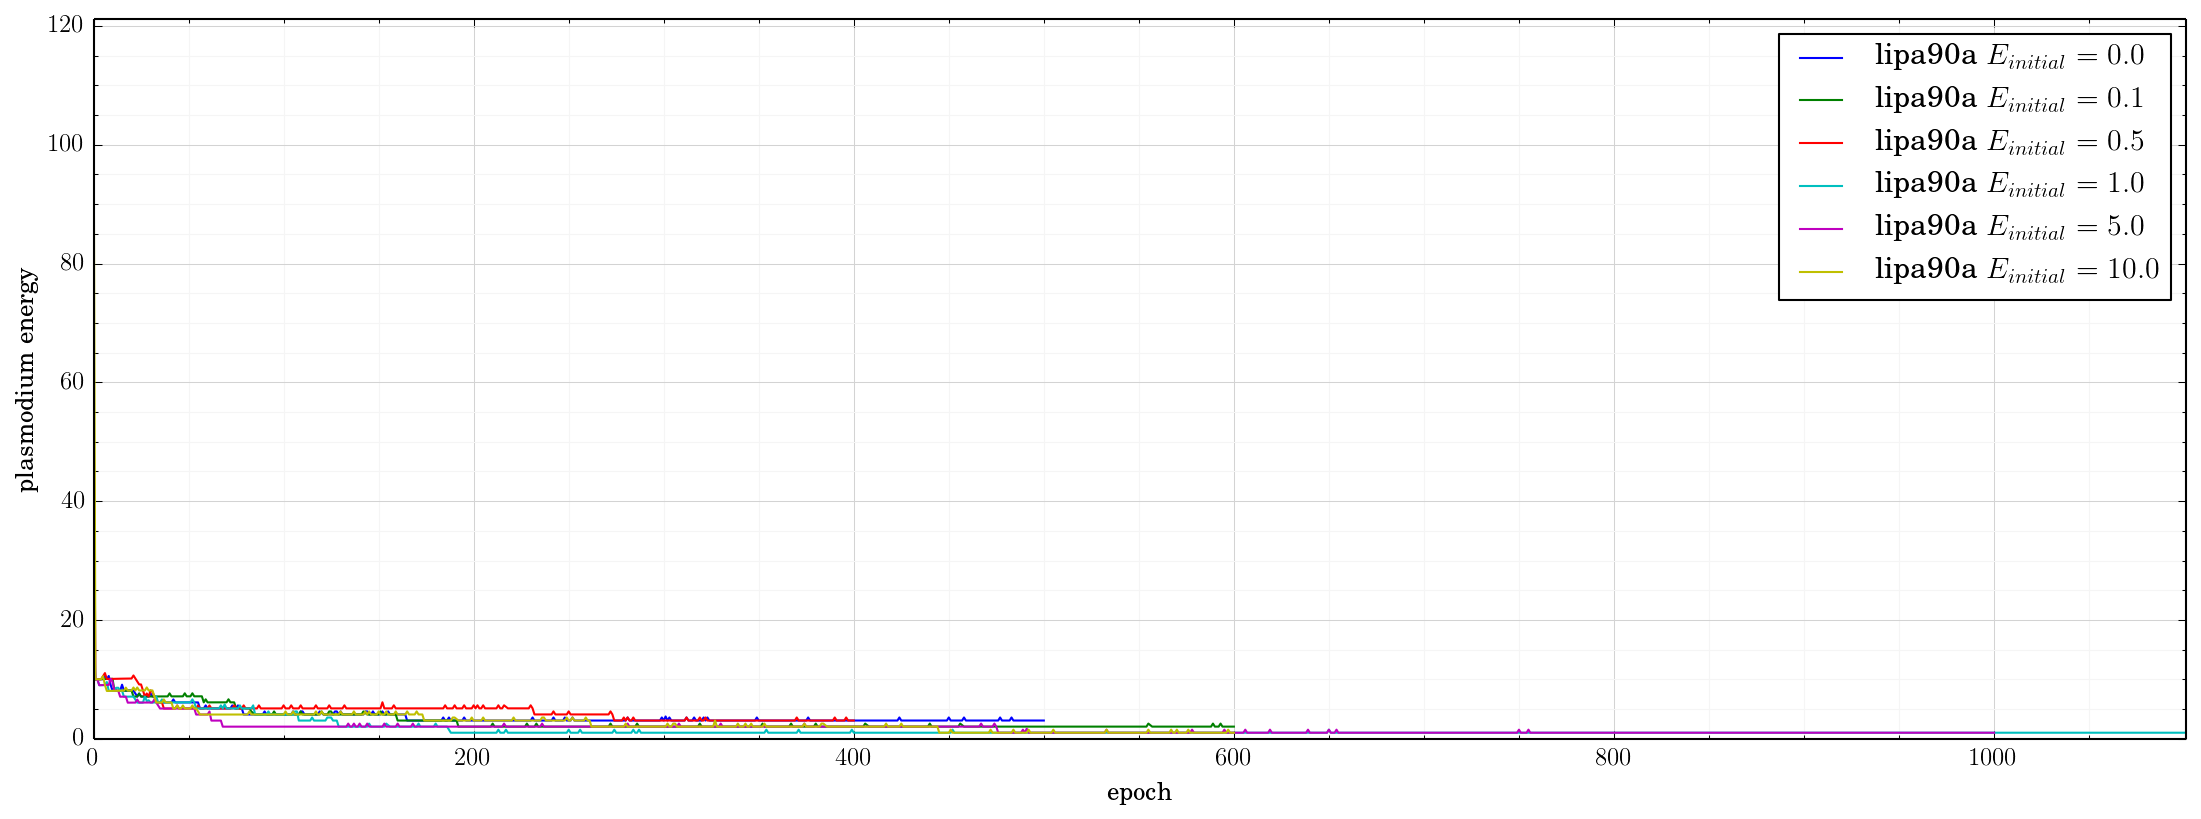 120
100
80
60
40
20
0
plasmodium energy
0 200 400 600 800 1000
epoch
lipa90a E_initial = 0.0
lipa90a E_initial = 0.1
lipa90a E_initial = 0.5
lipa90a E_initial = 1.0
lipa90a E_initial = 5.0
lipa90a E_initial = 10.0